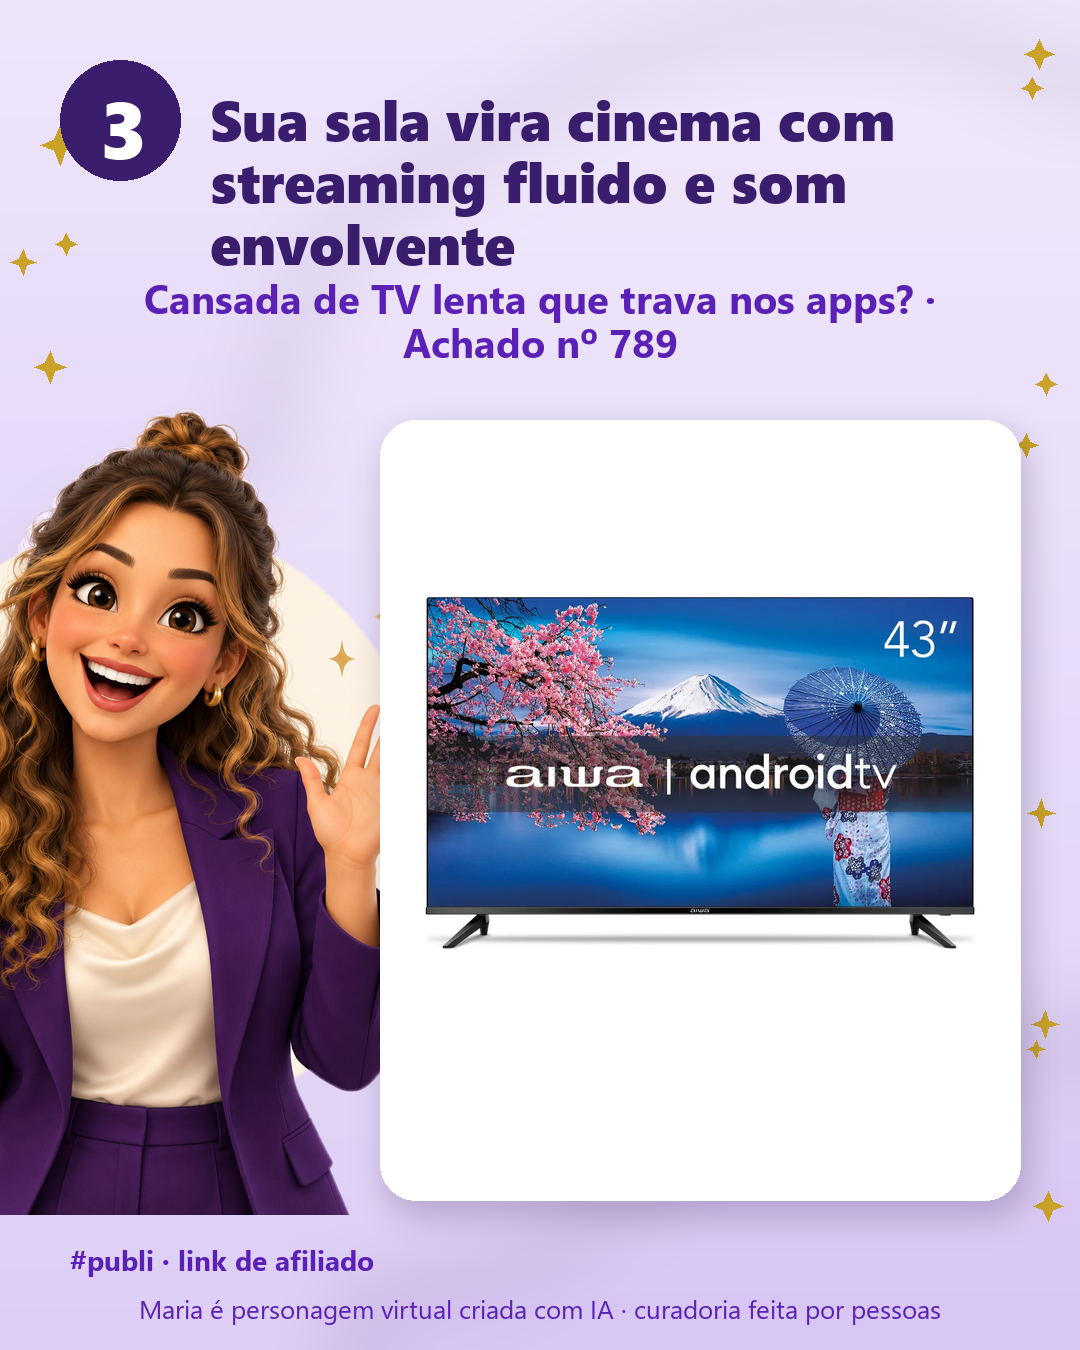 3
Sua sala vira cinema com
streaming fluido e som
envolvente
Cansada de TV lenta que trava nos apps? ·
Achado nº 789
43"
aiwa | androidtv
aiwa
#publi · link de afiliado
Maria é personagem virtual criada com IA · curadoria feita por pessoas